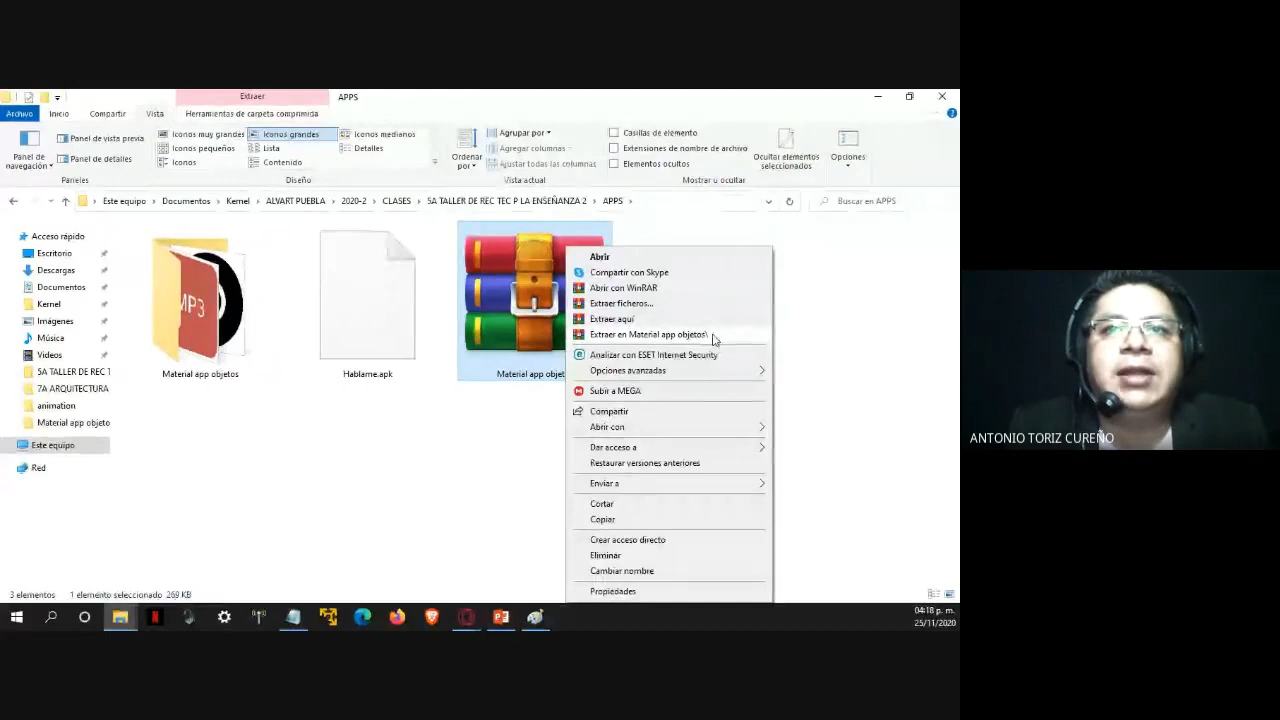 Extraer
APPS
Archivo
Inicio
Compartir
Vista
Herramientas de carpeta comprimida
Panel de navegación
Panel de vista previa
Panel de detalles
Paneles
Iconos muy grandes
Iconos grandes
Iconos medianos
Iconos pequeños
Lista
Detalles
Iconos
Contenido
Diseño
Ordenar por
Agrupar por
Agregar columnas
Ajustar todas las columnas
Vista actual
Casillas de elemento
Extensiones de nombre de archivo
Elementos ocultos
Ocultar elementos seleccionados
Mostrar u ocultar
Opciones
Este equipo > Documentos > Kernel > ALVART PUEBLA > 2020-2 > CLASES > 5A TALLER DE REC TEC P LA ENSEÑANZA 2 > APPS >
Buscar en APPS
Acceso rápido
Escritorio
Descargas
Documentos
Kernel
Imágenes
Música
Videos
5A TALLER DE REC T
7A ARQUITECTURA
animation
Material app objeto
Este equipo
Red
MP3
Material app objetos
Hablame.apk
Material app objet
Abrir
Compartir con Skype
Abrir con WinRAR
Extraer ficheros...
Extraer aquí
Extraer en Material app objetos\
Analizar con ESET Internet Security
Opciones avanzadas
Subir a MEGA
Compartir
Abrir con
Dar acceso a
Restaurar versiones anteriores
Enviar a
Cortar
Copiar
Crear acceso directo
Eliminar
Cambiar nombre
Propiedades
3 elementos
1 elemento seleccionado 269 KB
04:18 p. m.
25/11/2020
ANTONIO TORIZ CUREÑO